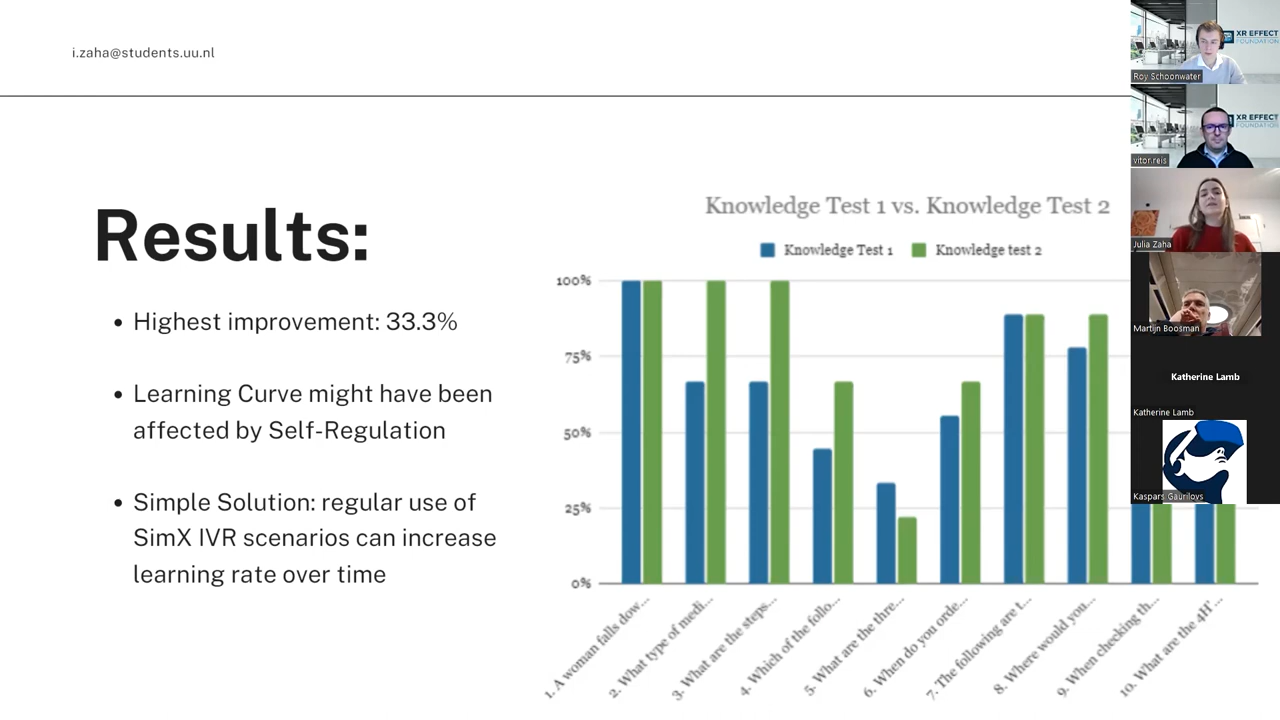 i.zaha@students.uu.nl
Results:
• Highest improvement: 33.3%
• Learning Curve might have been
affected by Self-Regulation
• Simple Solution: regular use of
SimX IVR scenarios can increase
learning rate over time
Knowledge Test 1 vs. Knowledge Test 2
Knowledge Test 1
Knowledge test 2
100%
75%
50%
25%
0%
1. A woman falls dow...
2. What type of medi...
3. What are the steps...
4. Which of the follo...
5. What are the thre...
6. When do you orde...
7. The following are t...
8. Where would you...
9. When checking th...
10. What are the 4H'...
XR EFFECT
FOUNDATION
Roy Schoonwater
XR EFFECT
FOUNDATION
vitor.reis
Julia Zaha
Martijn Boosman
Katherine Lamb
Katherine Lamb
Kaspars Gaurilovs